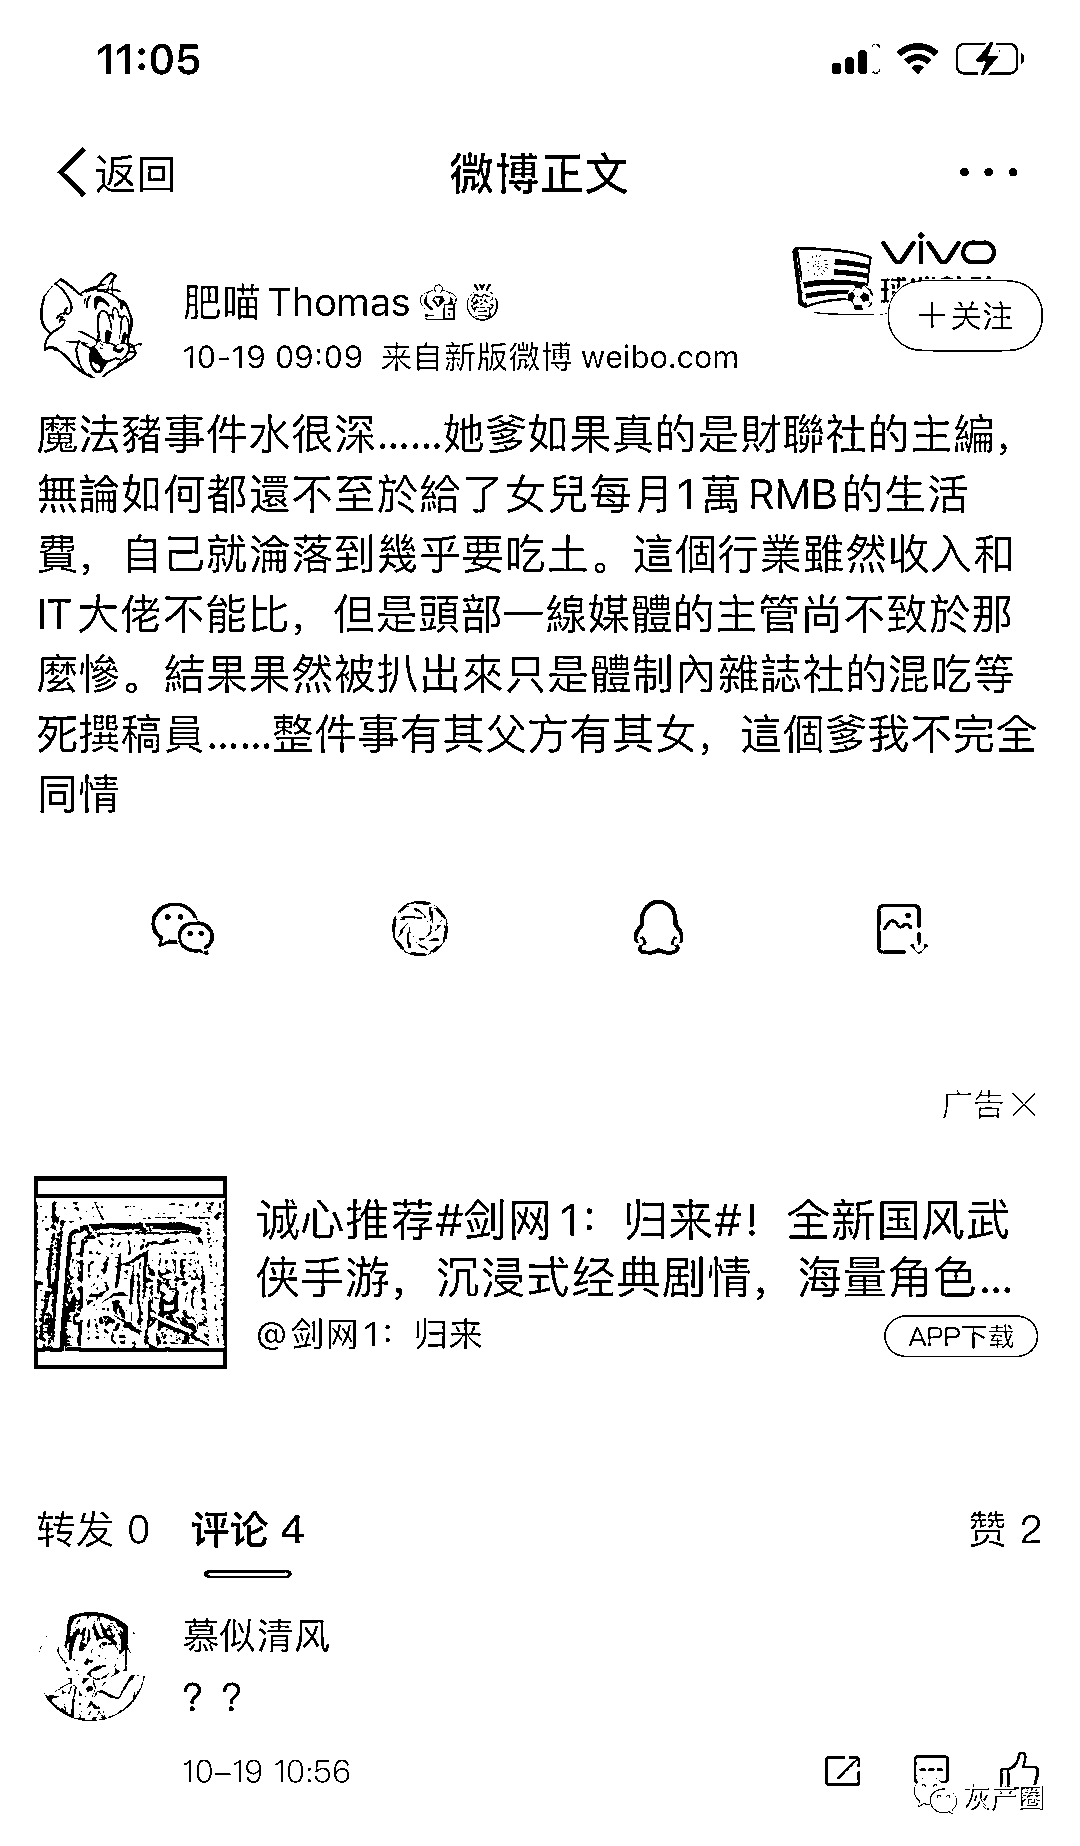 11:05
返回
微博正文
vivo
肥喵Thomas
+关注
10-19 09:09 来自新版微博 weibo.com
魔法豬事件水很深……她爹如果真的是財聯社的主編，
無論如何都還不至於給了女兒每月1萬RMB的生活
費，自己就淪落到幾乎要吃土。這個行業雖然收入和
IT大佬不能比，但是頭部一線媒體的主管尚不致於那
麼慘。結果果然被扒出來只是體制內雜誌社的混吃等
死撰稿員……整件事有其父方有其女，這個爹我不完全
同情
广告
诚心推荐#剑网1：归来#！全新国风武
侠手游，沉浸式经典剧情，海量角色...
@剑网1：归来
APP下载
转发 0 评论 4 赞 2
慕似清风
？？
10-19 10:56
灰产圈